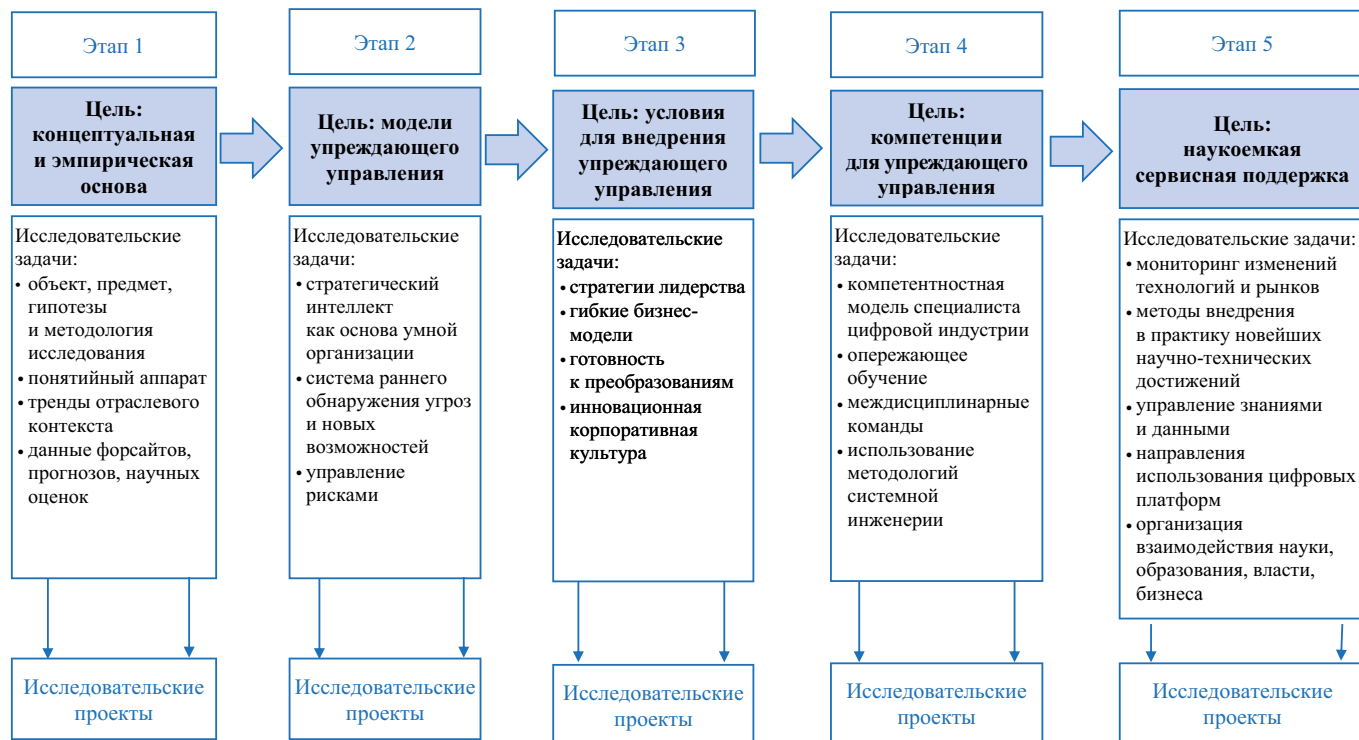 Этап 1
Цель:
концептуальная
и эмпирическая
основа
Исследовательские
задачи:
• объект, предмет,
гипотезы
и методология
исследования
• понятийный аппарат
• тренды отраслевого
контекста
• данные форсайтов,
прогнозов, научных
оценок
Исследовательские
проекты
Этап 2
Цель: модели
упреждающего
управления
Исследовательские
задачи:
• стратегический
интеллект
как основа умной
организации
• система раннего
обнаружения угроз
и новых
возможностей
• управление
рисками
Исследовательские
проекты
Этап 3
Цель: условия
для внедрения
упреждающего
управления
Исследовательские
задачи:
• стратегии лидерства
• гибкие бизнес-
модели
• готовность
к преобразованиям
• инновационная
корпоративная
культура
Исследовательские
проекты
Этап 4
Цель:
компетенции
для упреждающего
управления
Исследовательские
задачи:
• компетентностная
модель специалиста
цифровой индустрии
• опережающее
обучение
• междисциплинарные
команды
• использование
методологий
системной
инженерии
Исследовательские
проекты
Этап 5
Цель:
наукоемкая
сервисная поддержка
Исследовательские задачи:
• мониторинг изменений
технологий и рынков
• методы внедрения
в практику новейших
научно-технических
достижений
• управление знаниями
и данными
• направления
использования цифровых
платформ
• организация
взаимодействия науки,
образования, власти,
бизнеса
Исследовательские
проекты